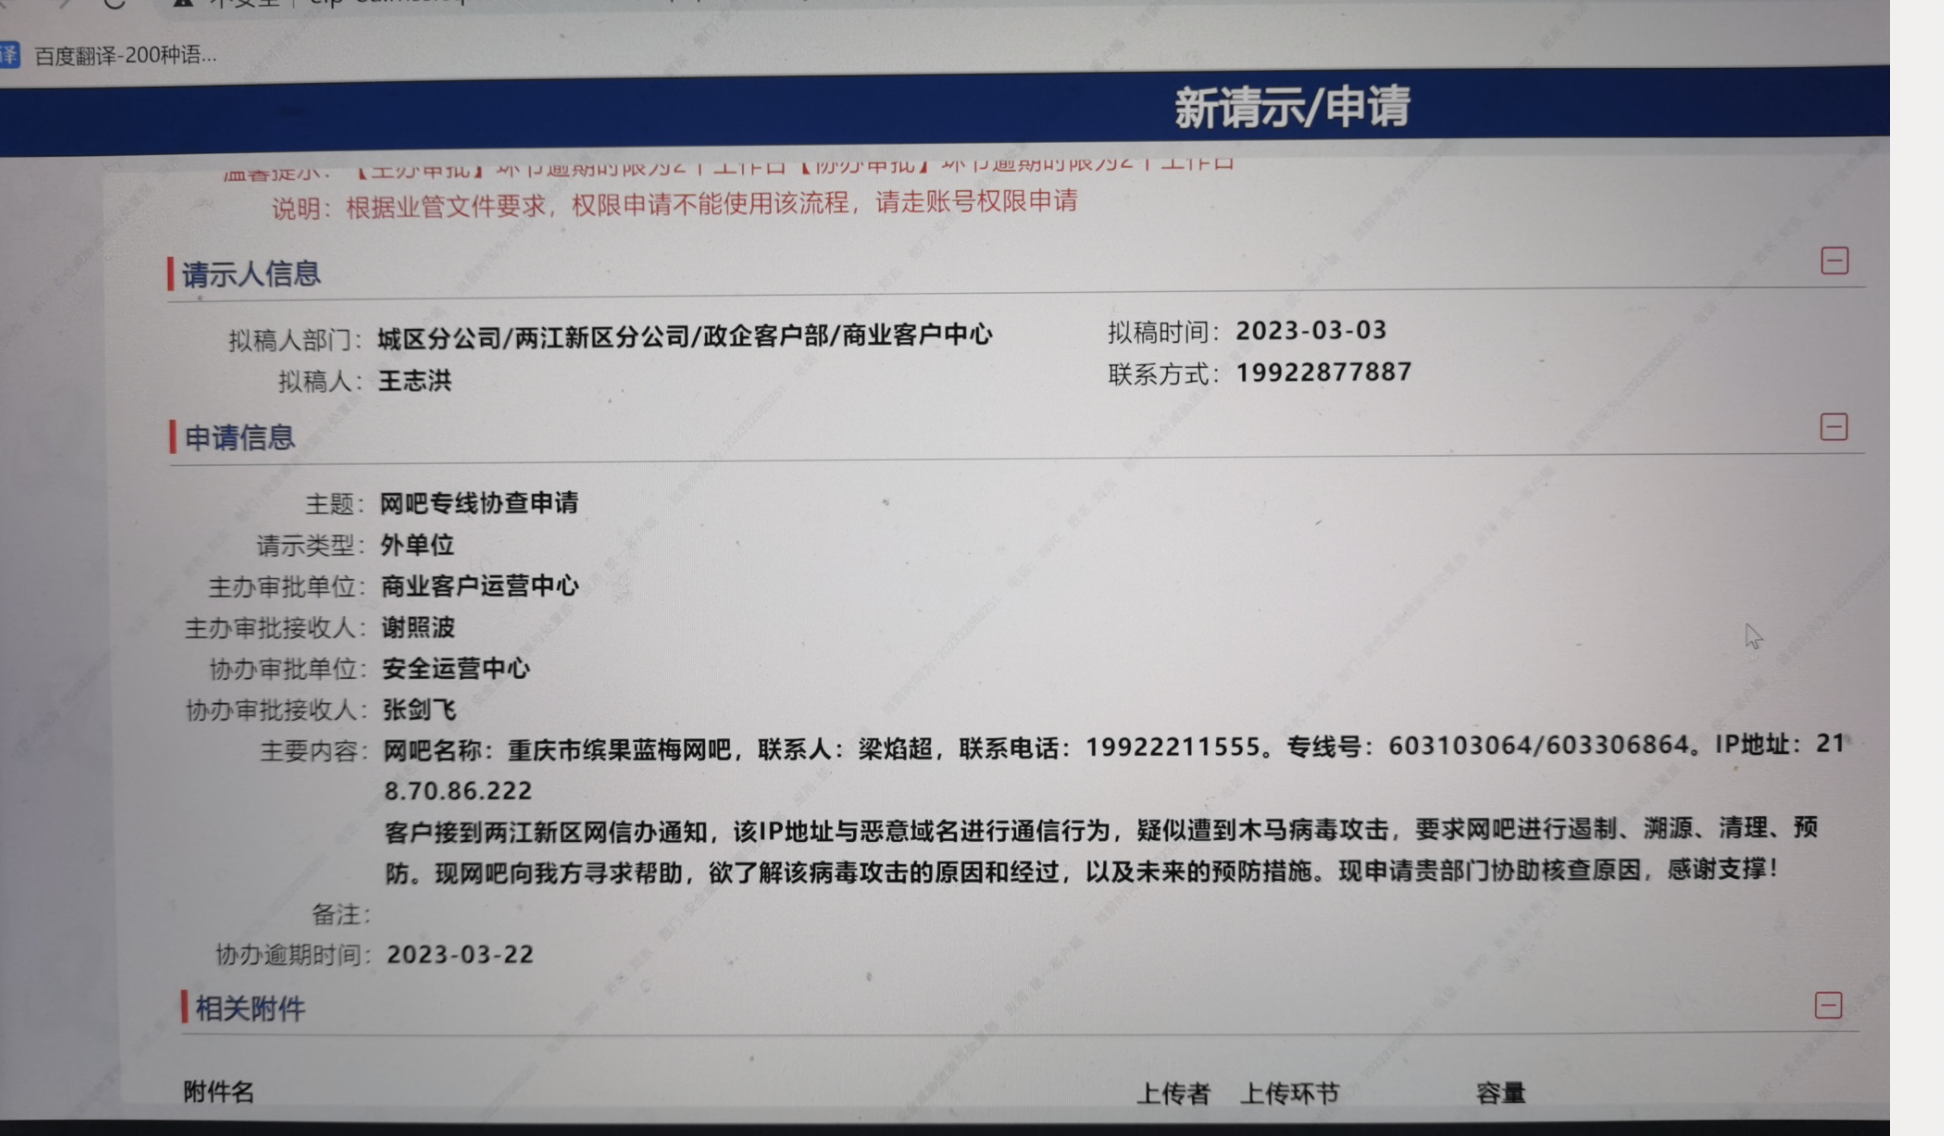 不安全
译 百度翻译-200种语...
新请示/申请
温馨提示：【主办审批】环节逾期时限为2个工作日【协办审批】环节逾期时限为2个工作日
说明：根据业管文件要求，权限申请不能使用该流程，请走账号权限申请
请示人信息
拟稿人部门：城区分公司/两江新区分公司/政企客户部/商业客户中心 拟稿时间：2023-03-03
拟稿人：王志洪 联系方式：19922877887
申请信息
主题：网吧专线协查申请
请示类型：外单位
主办审批单位：商业客户运营中心
主办审批接收人：谢照波
协办审批单位：安全运营中心
协办审批接收人：张剑飞
主要内容：网吧名称：重庆市缤果蓝梅网吧，联系人：梁焰超，联系电话：19922211555。专线号：603103064/603306864。IP地址：21
8.70.86.222
客户接到两江新区网信办通知，该IP地址与恶意域名进行通信行为，疑似遭到木马病毒攻击，要求网吧进行遏制、溯源、清理、预
防。现网吧向我方寻求帮助，欲了解该病毒攻击的原因和经过，以及未来的预防措施。现申请贵部门协助核查原因，感谢支撑！
备注：
协办逾期时间：2023-03-22
相关附件
附件名 上传者 上传环节 容量